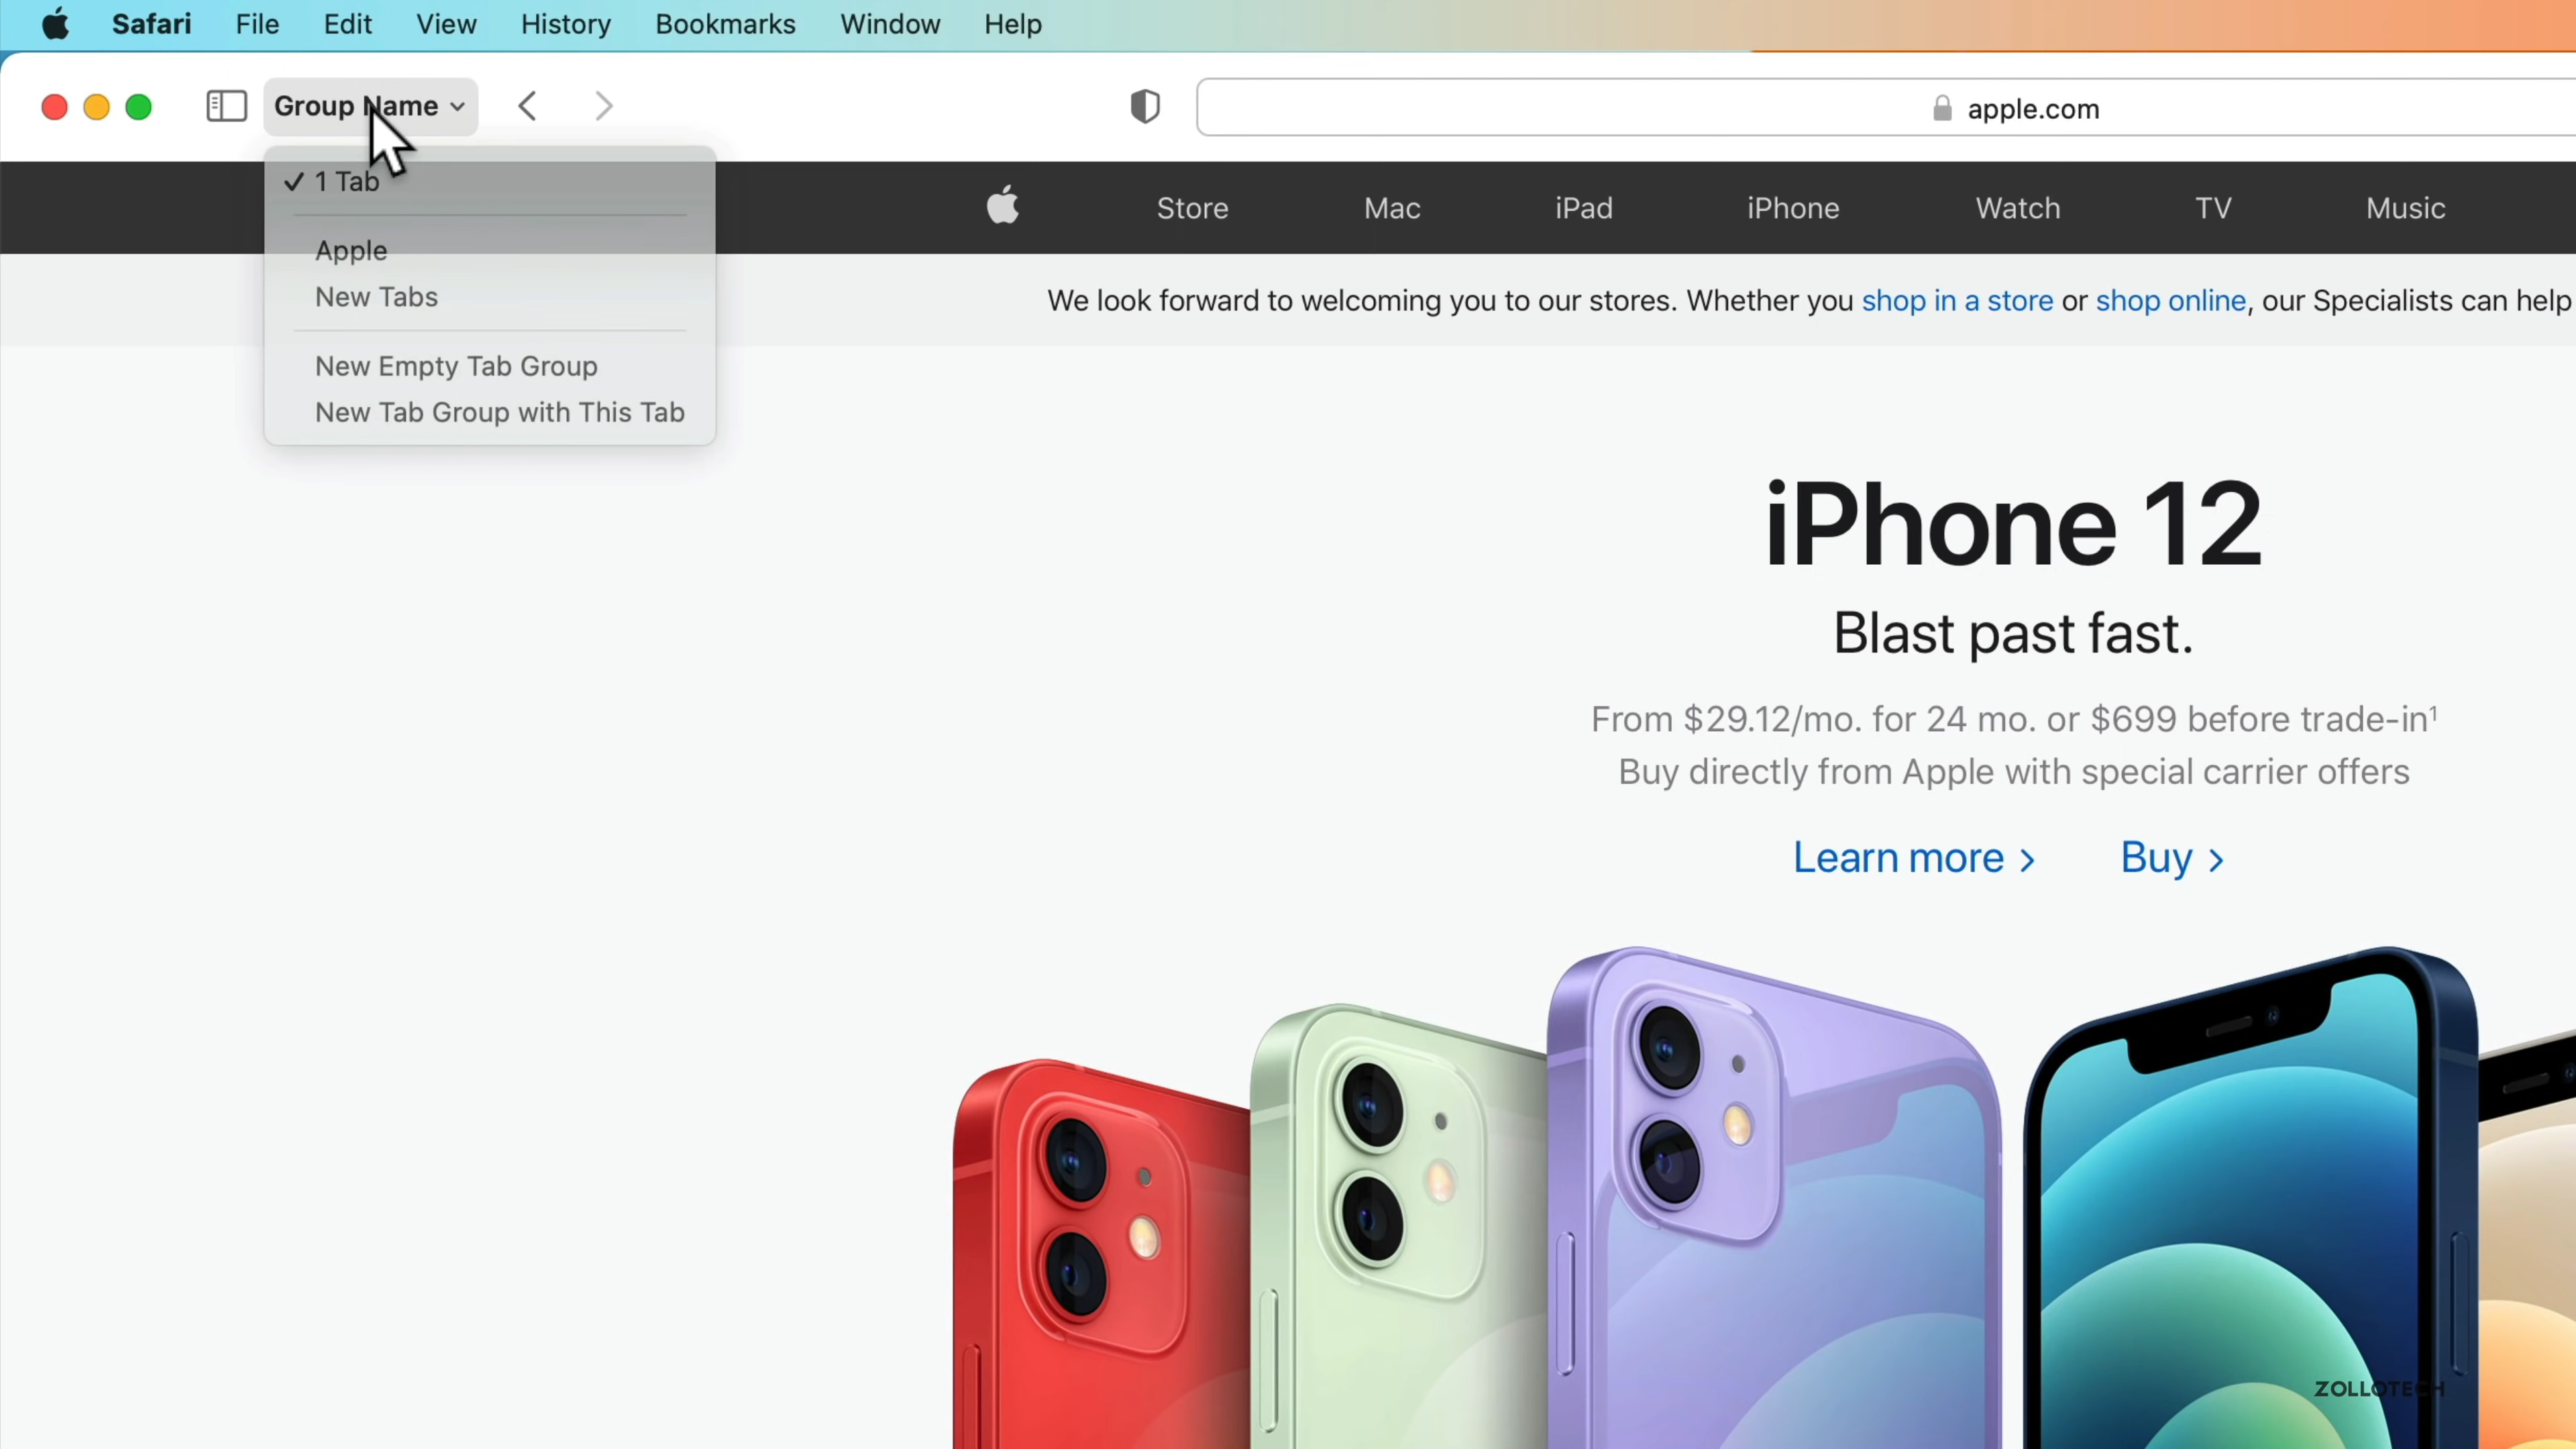 Safari File Edit View History Bookmarks Window Help
Group Name
apple.com
✓ 1 Tab
Apple
New Tabs
New Empty Tab Group
New Tab Group with This Tab
Store Mac iPad iPhone Watch TV Music
We look forward to welcoming you to our stores. Whether you shop in a store or shop online, our Specialists can help
iPhone 12
Blast past fast.
From $29.12/mo. for 24 mo. or $699 before trade-in¹
Buy directly from Apple with special carrier offers
Learn more > Buy >
ZOLLOTECH